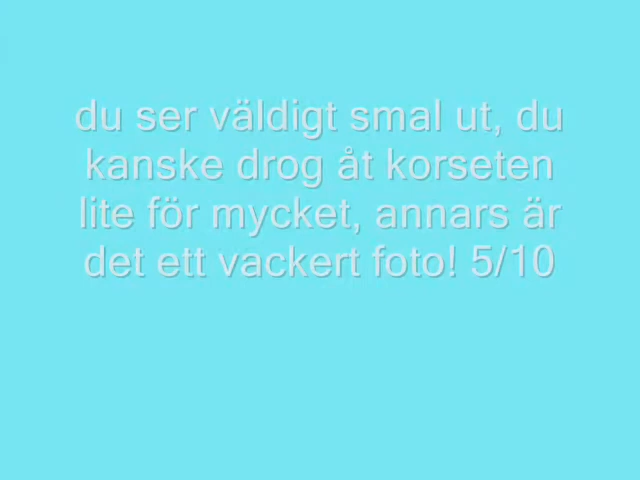 du ser väldigt smal ut, du
kanske drog åt korseten
lite för mycket, annars är
det ett vackert foto! 5/10